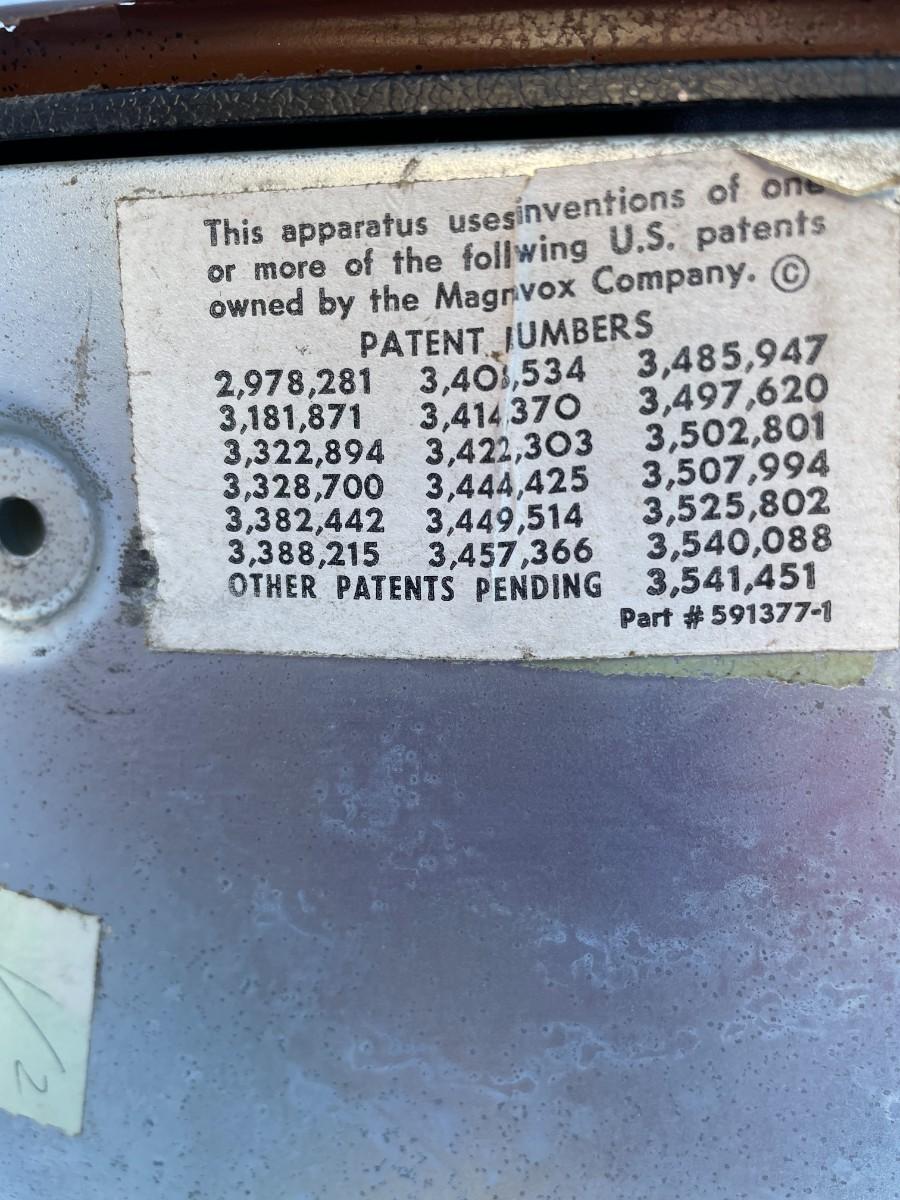 This apparatus uses inventions of one
or more of the following U.S. patents
owned by the Magnavox Company. ©
PATENT NUMBERS
2,978,281 3,408,534 3,485,947
3,181,871 3,414,370 3,497,620
3,322,894 3,422,303 3,502,801
3,328,700 3,444,425 3,507,994
3,382,442 3,449,514 3,525,802
3,388,215 3,457,366 3,540,088
OTHER PATENTS PENDING 3,541,451
Part # 591377-1